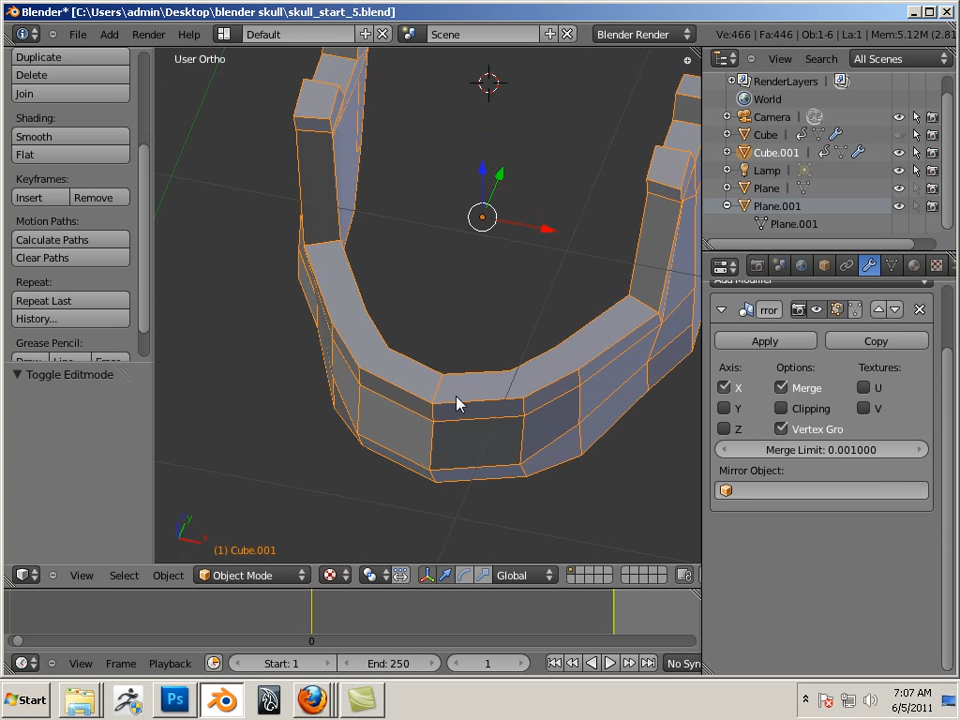 Blender* [C:\Users\admin\Desktop\blender skull\skull_start_5.blend]
File Add Render Help Default Scene Blender Render Ve:466 | Fa:446 | Ob:1-6 | La:1 | Mem:5.12M (2.81
Duplicate
Delete
Join
Shading:
Smooth
Flat
Keyframes:
Insert Remove
Motion Paths:
Calculate Paths
Clear Paths
Repeat:
Repeat Last
History...
Grease Pencil:
Toggle Editmode
User Ortho
(1) Cube.001
View Search All Scenes
RenderLayers
World
Camera
Cube
Cube.001
Lamp
Plane
Plane.001
Plane.001
rror
Apply Copy
Axis: Options: Textures:
X Merge U
Y Clipping V
Z Vertex Gro
Merge Limit: 0.001000
Mirror Object:
View Select Object Object Mode Global
0
View Frame Playback Start: 1 End: 250 1 No Syn
Start Ps 7:07 AM
6/5/2011